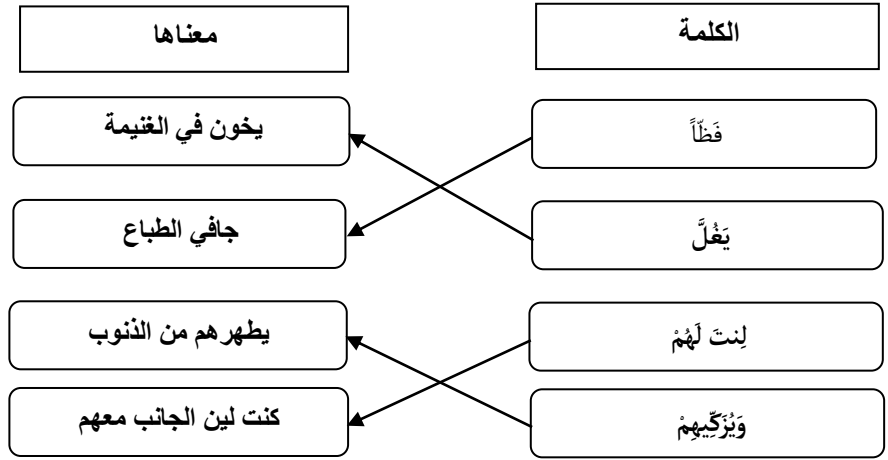 الكلمة
معناها
فَظّاً
يخون في الغنيمة
يَغُلَّ
جافي الطباع
لِنتَ لَهُمْ
يطهرهم من الذنوب
وَيُزَكِّيهِمْ
كنت لين الجانب معهم